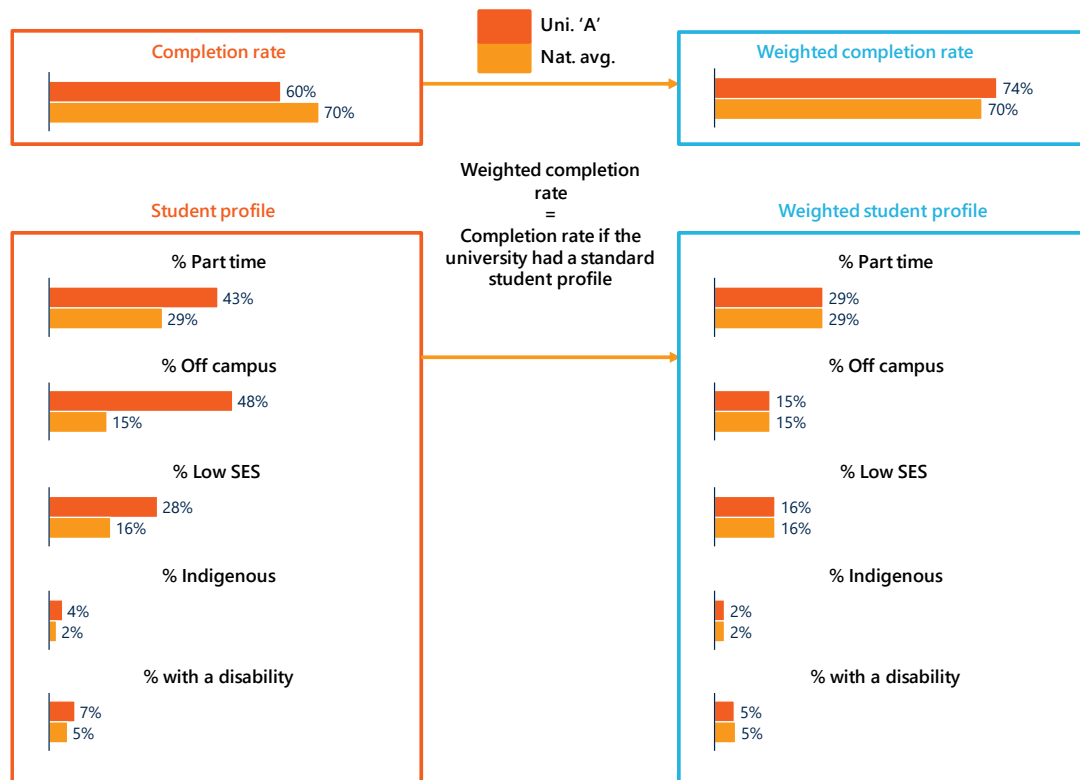 Uni. ‘A’
Nat. avg.
Completion rate
60%
70%
Weighted completion rate
74%
70%
Weighted completion
rate
=
Completion rate if the
university had a standard
student profile
Student profile
% Part time
43%
29%
% Off campus
48%
15%
% Low SES
28%
16%
% Indigenous
4%
2%
% with a disability
7%
5%
Weighted student profile
% Part time
29%
29%
% Off campus
15%
15%
% Low SES
16%
16%
% Indigenous
2%
2%
% with a disability
5%
5%